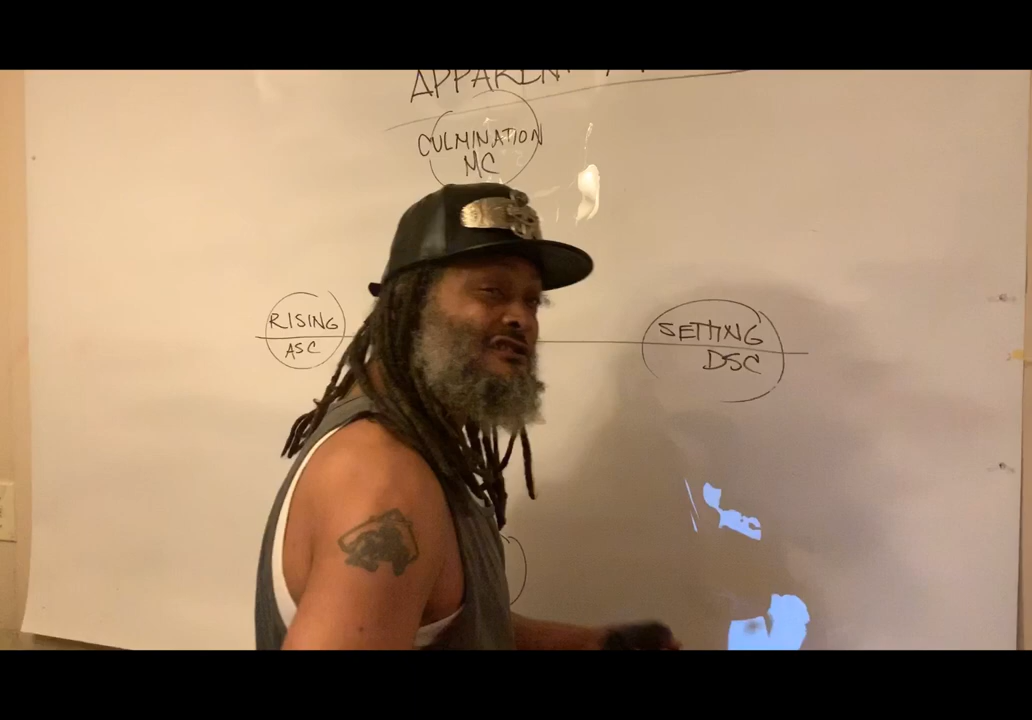 APPARENT
CULMINATION
MC
RISING
ASC
SETTING
DSC